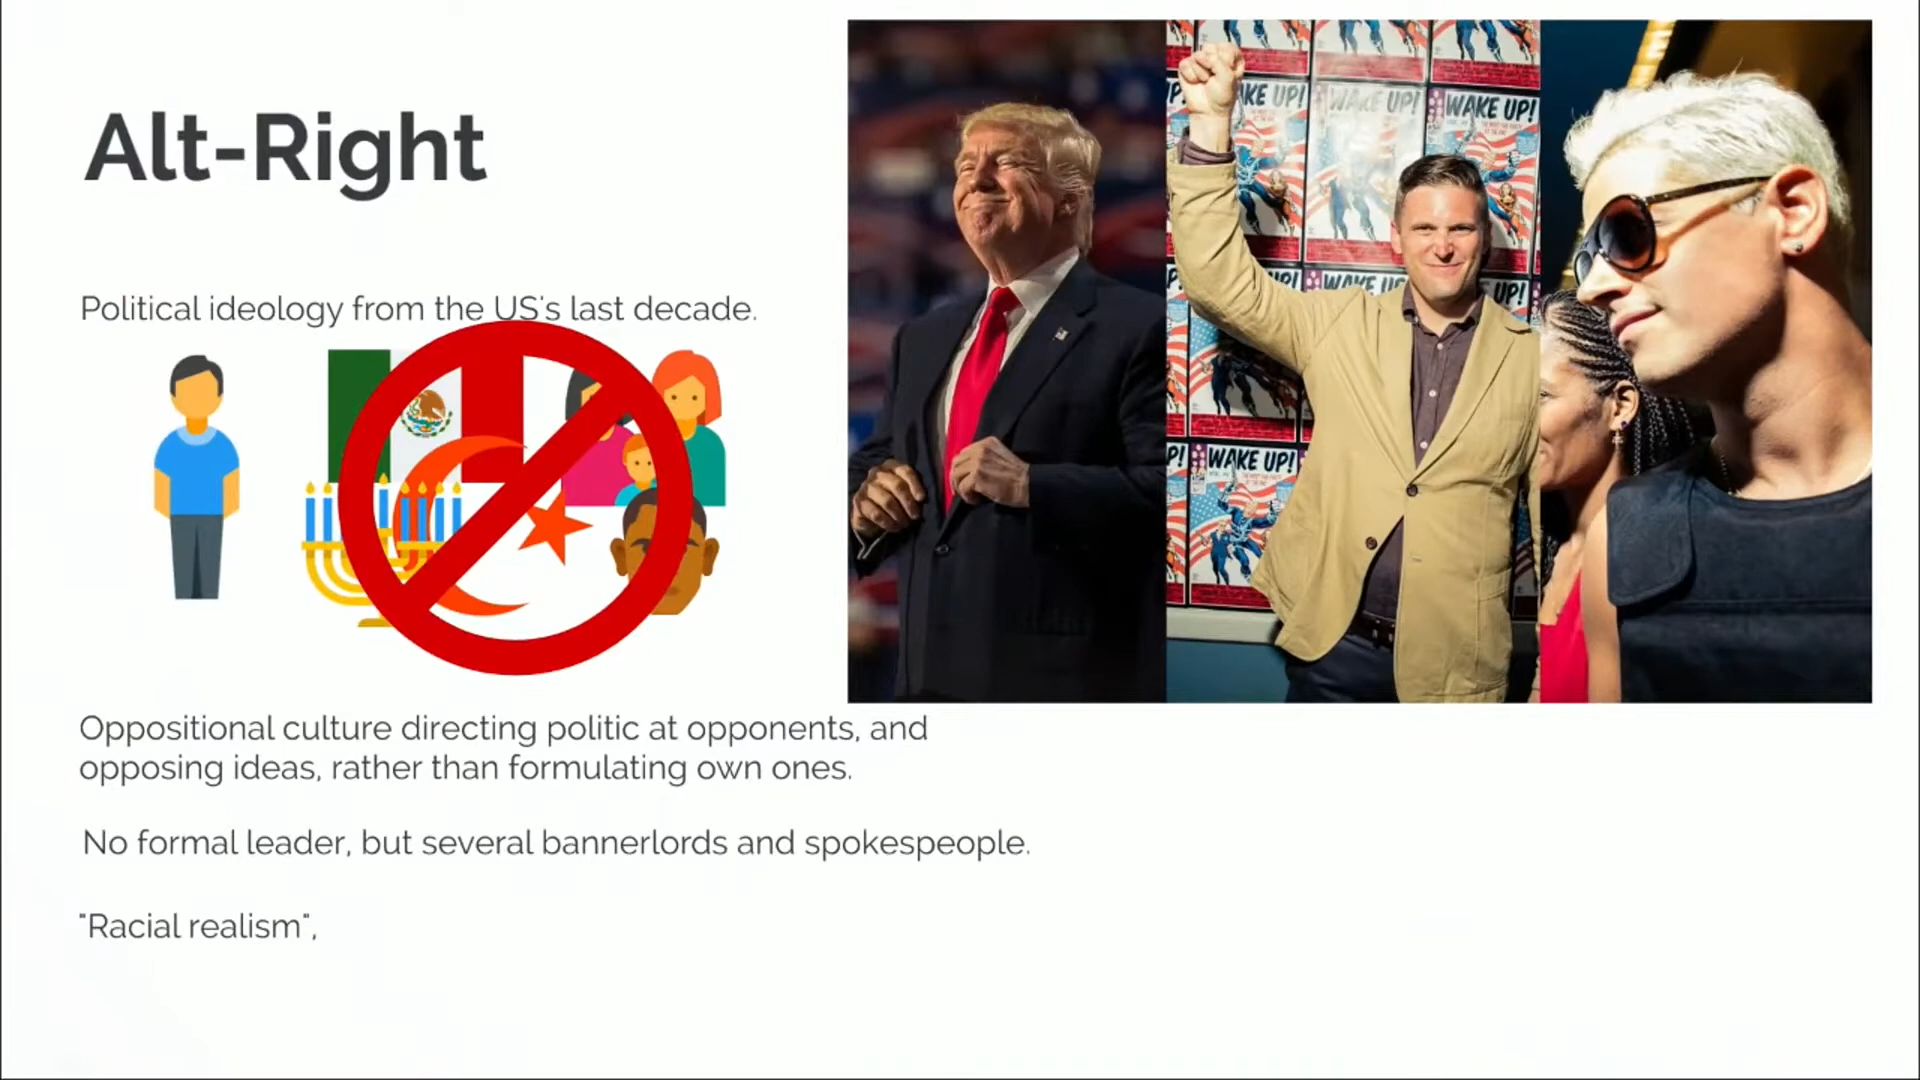 Alt-Right
Political ideology from the US's last decade.
Oppositional culture directing politic at opponents, and
opposing ideas, rather than formulating own ones.
No formal leader, but several bannerlords and spokespeople.
"Racial realism",
WAKE UP!
WAKE UP!
WAKE UP!
WAKE UP!